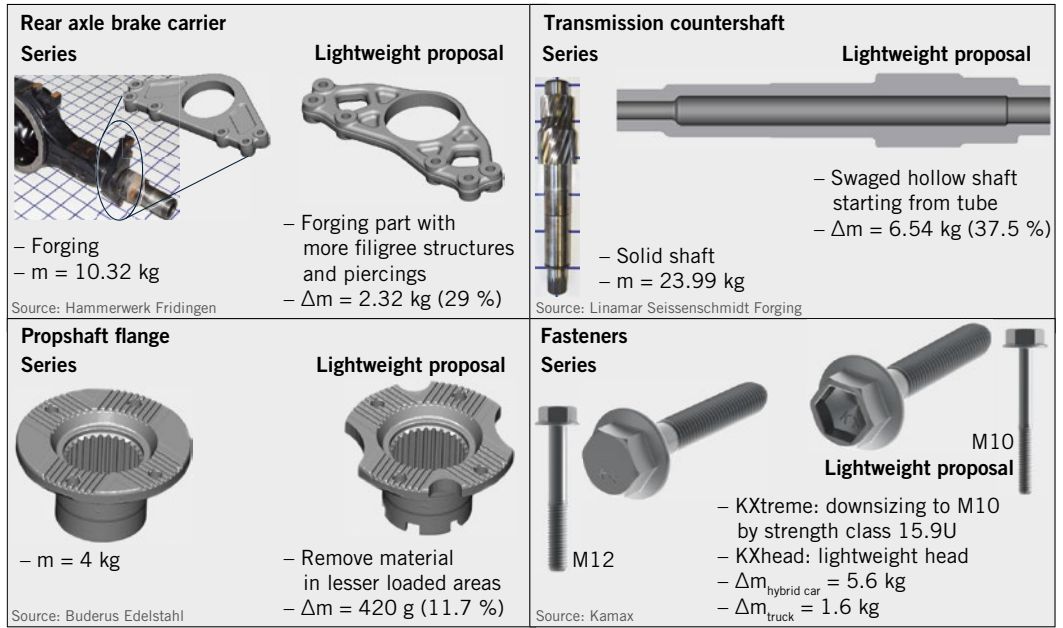 Rear axle brake carrier
Series
Lightweight proposal
– Forging
– m = 10.32 kg
– Forging part with
more filigree structures
and piercings
– Δm = 2.32 kg (29 %)
Source: Hammerwerk Fridingen
Transmission countershaft
Series
Lightweight proposal
– Swaged hollow shaft
starting from tube
– Δm = 6.54 kg (37.5 %)
– Solid shaft
– m = 23.99 kg
Source: Linamar Seissenschmidt Forging
Propshaft flange
Series
Lightweight proposal
– m = 4 kg
– Remove material
in lesser loaded areas
– Δm = 420 g (11.7 %)
Source: Buderus Edelstahl
Fasteners
Series
M12
M10
Lightweight proposal
– KXtreme: downsizing to M10
by strength class 15.9U
– KXhead: lightweight head
– Δm hybrid car = 5.6 kg
– Δm truck = 1.6 kg
Source: Kamax